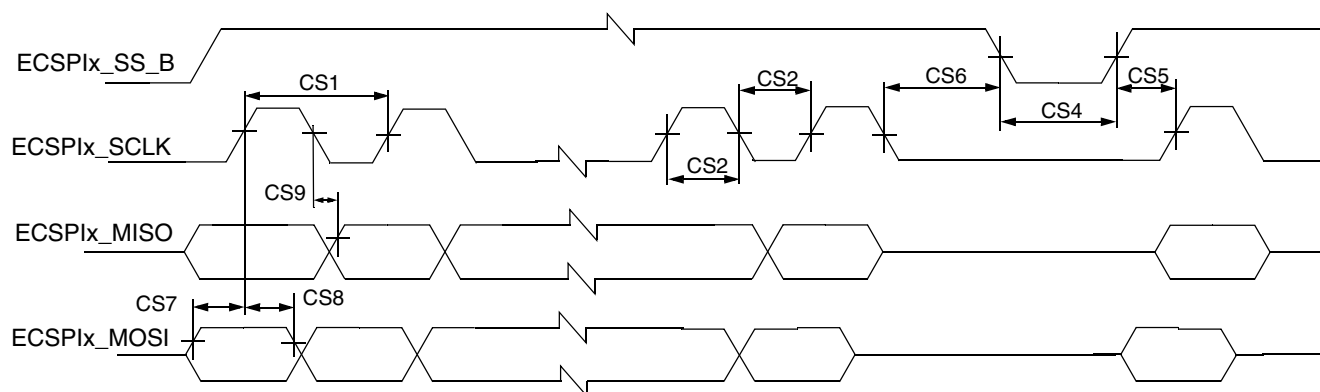 ECSPIx_SS_B
CS1
CS2
CS6
CS5
CS4
ECSPIx_SCLK
CS2
CS9
ECSPIx_MISO
CS7
CS8
ECSPIx_MOSI